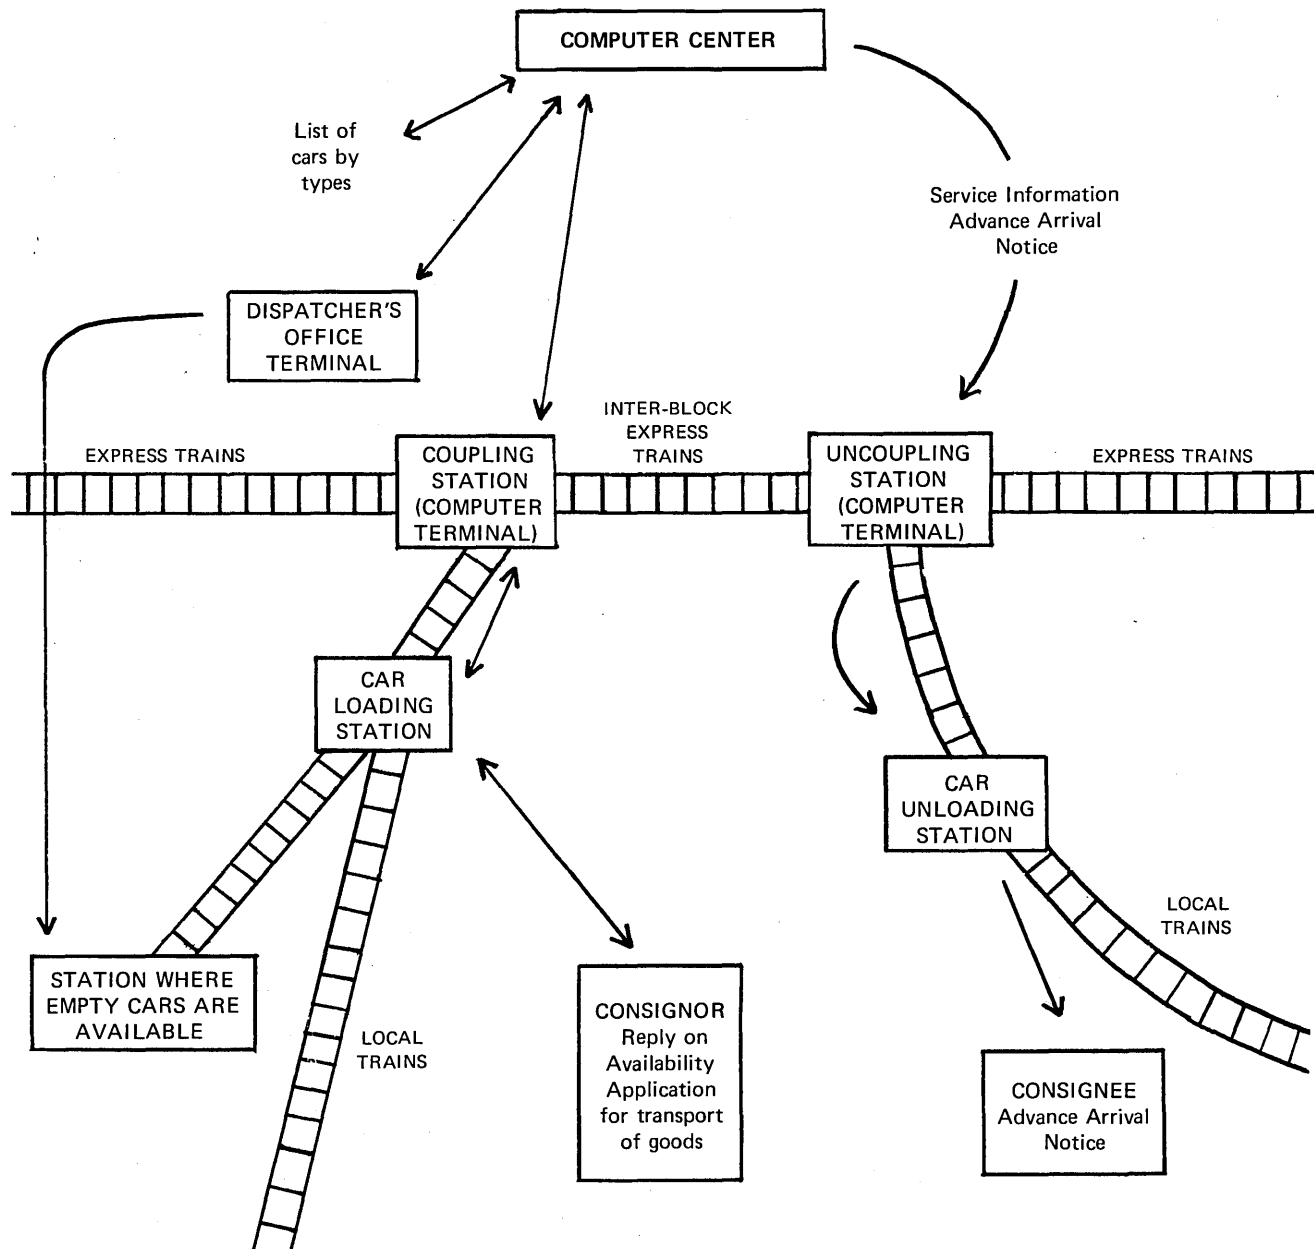 COMPUTER CENTER
List of
cars by
types
Service Information
Advance Arrival
Notice
DISPATCHER'S
OFFICE
TERMINAL
EXPRESS TRAINS
COUPLING
STATION
(COMPUTER
TERMINAL)
INTER-BLOCK
EXPRESS
TRAINS
UNCOUPLING
STATION
(COMPUTER
TERMINAL)
EXPRESS TRAINS
CAR
LOADING
STATION
CAR
UNLOADING
STATION
LOCAL
TRAINS
STATION WHERE
EMPTY CARS ARE
AVAILABLE
LOCAL
TRAINS
CONSIGNOR
Reply on
Availability
Application
for transport
of goods
CONSIGNEE
Advance Arrival
Notice